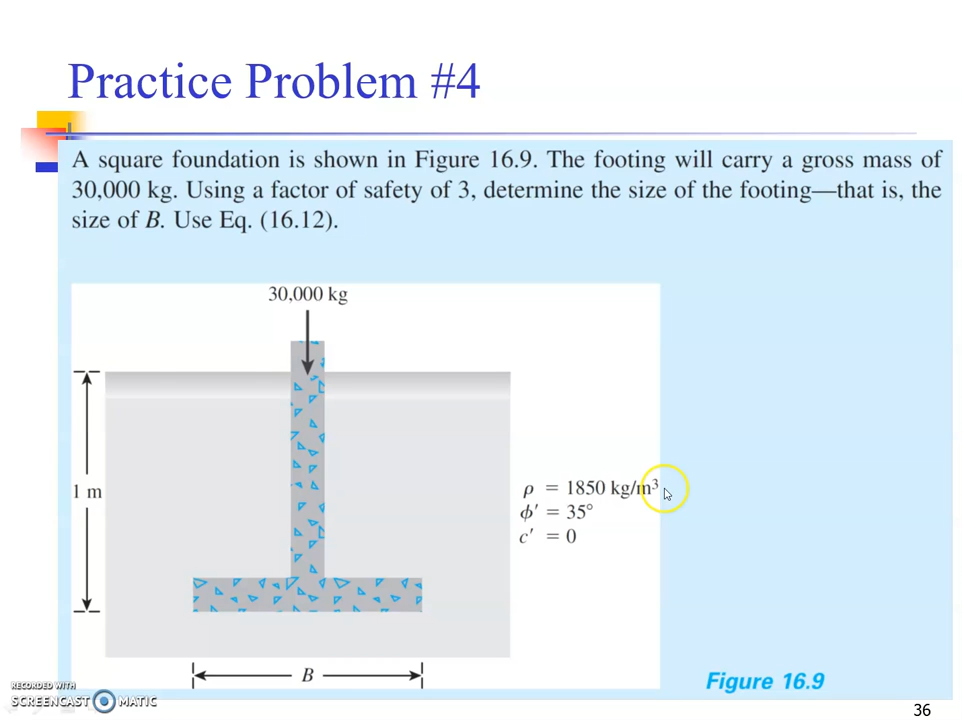 Practice Problem #4
A square foundation is shown in Figure 16.9. The footing will carry a gross mass of
30,000 kg. Using a factor of safety of 3, determine the size of the footing—that is, the
size of B. Use Eq. (16.12).
30,000 kg
1 m
ρ = 1850 kg/m³
ϕ′ = 35°
c′ = 0
B
Figure 16.9
RECORDED WITH
SCREENCAST MATIC
36